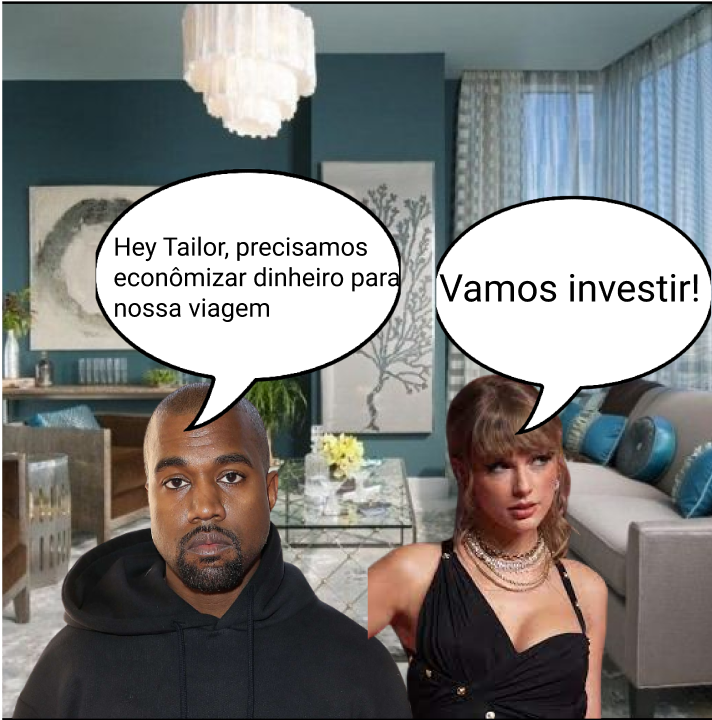 Hey Tailor, precisamos
econômizar dinheiro para
nossa viagem
Vamos investir!